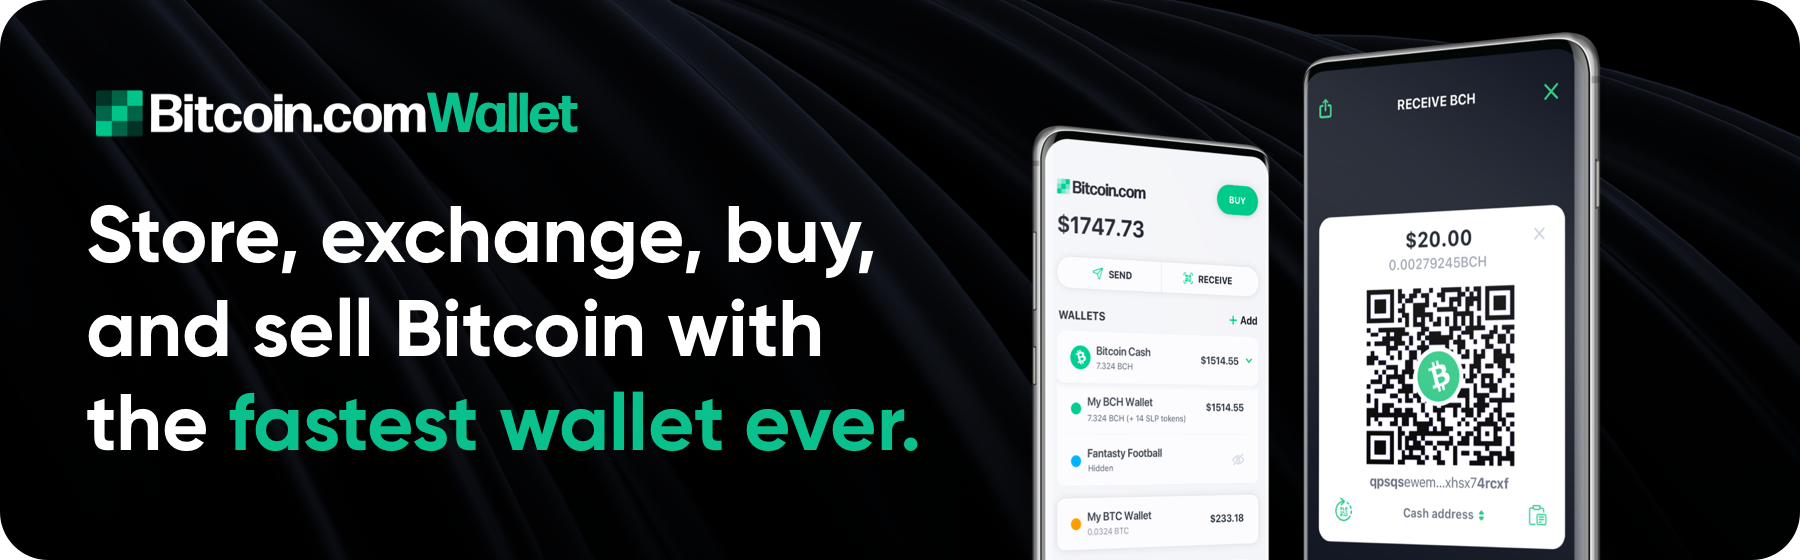 Bitcoin.comWallet
Store, exchange, buy,
and sell Bitcoin with
the fastest wallet ever.
Bitcoin.com
BUY
$1747.73
SEND
RECEIVE
WALLETS
+ Add
Bitcoin Cash
$1514.55
7.324 BCH
My BCH Wallet
$1514.55
7.324 BCH (+ 14 SLP tokens)
Fantasty Football
Hidden
My BTC Wallet
$233.18
0.0324 BTC
RECEIVE BCH
$20.00
0.00279245BCH
qpsqsewem...xhsx74rcxf
Cash address